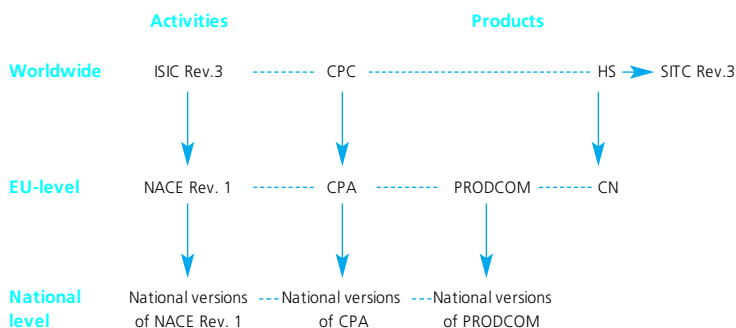 Activities Products
Worldwide ISIC Rev.3 CPC HS SITC Rev.3
EU-level NACE Rev. 1 CPA PRODCOM CN
National National versions National versions National versions
level of NACE Rev. 1 of CPA of PRODCOM